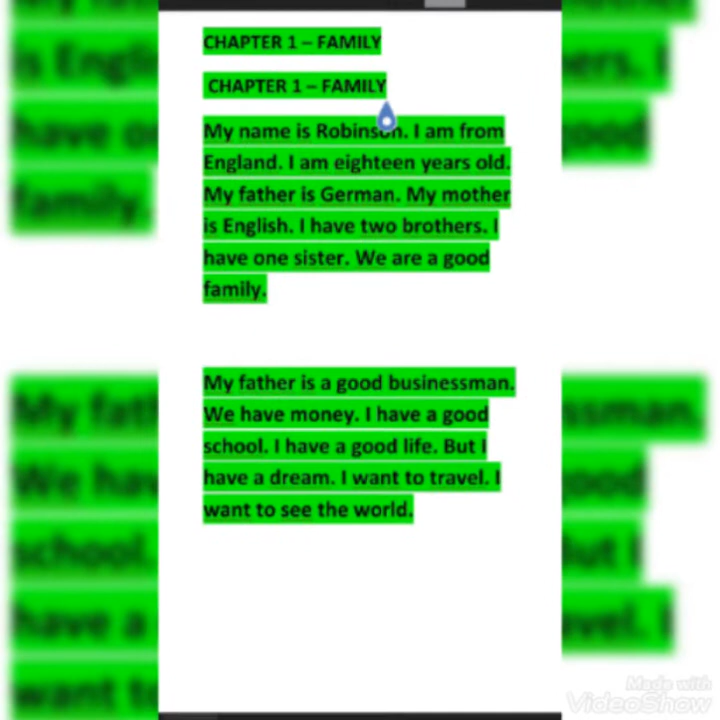 CHAPTER 1 – FAMILY
CHAPTER 1 – FAMILY
My name is Robinson. I am from
England. I am eighteen years old.
My father is German. My mother
is English. I have two brothers. I
have one sister. We are a good
family.
My father is a good businessman.
We have money. I have a good
school. I have a good life. But I
have a dream. I want to travel. I
want to see the world.
Made with
VideoShow